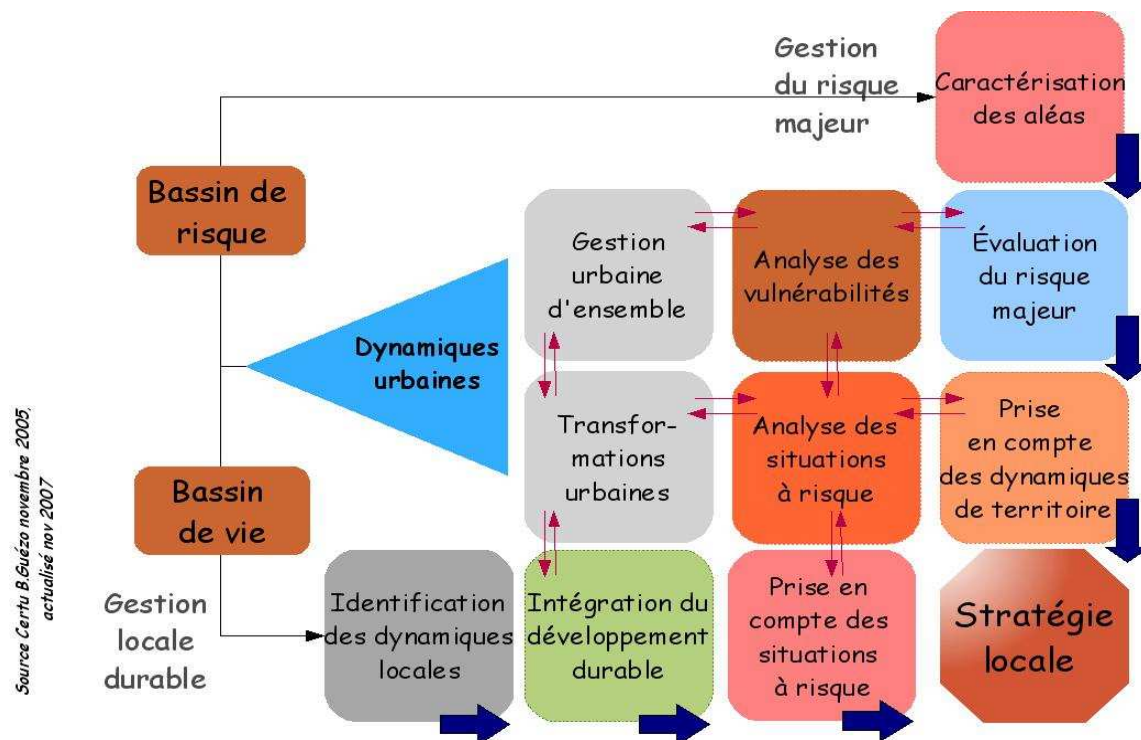 Gestion
du risque
majeur
Caractérisation
des aléas
Bassin de
risque
Gestion
urbaine
d'ensemble
Analyse des
vulnérabilités
Évaluation
du risque
majeur
Dynamiques
urbaines
Transfor-
mations
urbaines
Analyse des
situations
à risque
Prise
en compte
des dynamiques
de territoire
Bassin
de vie
Gestion
locale
durable
Identification
des dynamiques
locales
Intégration du
développement
durable
Prise en
compte des
situations
à risque
Stratégie
locale
Source Certu B.Guézo novembre 2005,
actualisé nov 2007